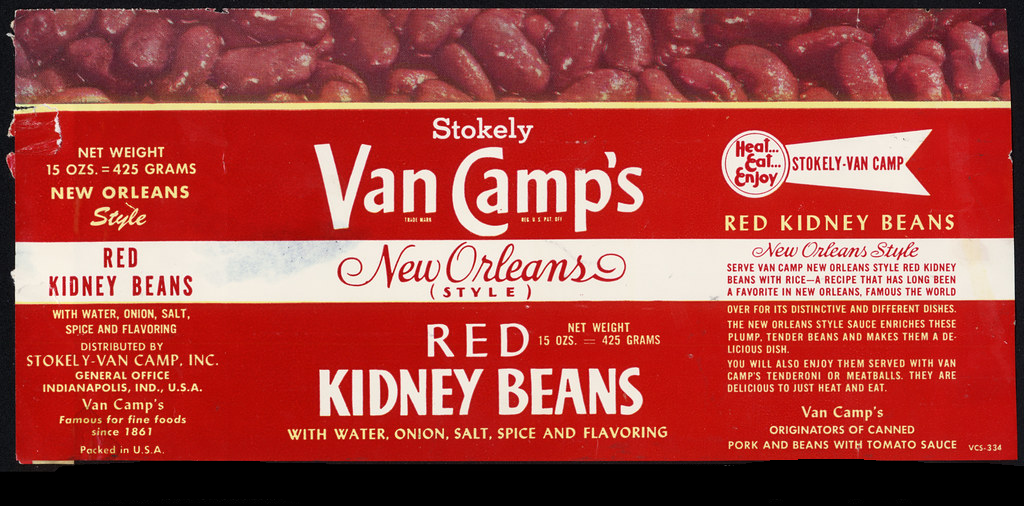 NET WEIGHT
15 OZS. = 425 GRAMS
NEW ORLEANS
Style
RED
KIDNEY BEANS
WITH WATER, ONION, SALT,
SPICE AND FLAVORING
DISTRIBUTED BY
STOKELY-VAN CAMP, INC.
GENERAL OFFICE
INDIANAPOLIS, IND., U.S.A.
Van Camp's
Famous for fine foods
since 1861
Packed in U.S.A.
Stokely
Van Camp's
TRADE MARK REG. U.S. PAT. OFF
New Orleans
(STYLE)
RED
NET WEIGHT
15 OZS. = 425 GRAMS
KIDNEY BEANS
WITH WATER, ONION, SALT, SPICE AND FLAVORING
Heat...
Eat...
Enjoy
STOKELY-VAN CAMP
RED KIDNEY BEANS
New Orleans Style
SERVE VAN CAMP NEW ORLEANS STYLE RED KIDNEY
BEANS WITH RICE—A RECIPE THAT HAS LONG BEEN
A FAVORITE IN NEW ORLEANS, FAMOUS THE WORLD
OVER FOR ITS DISTINCTIVE AND DIFFERENT DISHES.
THE NEW ORLEANS STYLE SAUCE ENRICHES THESE
PLUMP, TENDER BEANS AND MAKES THEM A DE-
LICIOUS DISH.
YOU WILL ALSO ENJOY THEM SERVED WITH VAN
CAMP'S TENDERONI OR MEATBALLS. THEY ARE
DELICIOUS TO JUST HEAT AND EAT.
Van Camp's
ORIGINATORS OF CANNED
PORK AND BEANS WITH TOMATO SAUCE
VCS-334